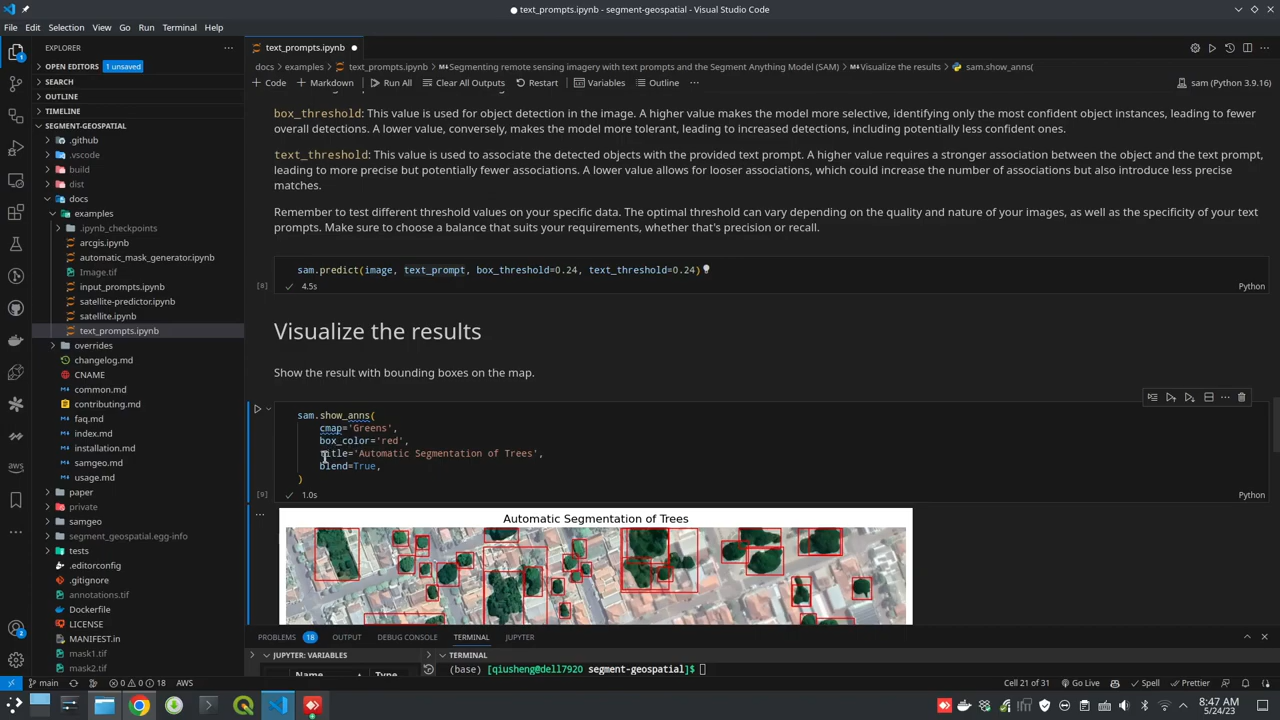 text_prompts.ipynb - segment-geospatial - Visual Studio Code
File Edit Selection View Go Run Terminal Help
EXPLORER
OPEN EDITORS 1 unsaved
SEARCH
OUTLINE
TIMELINE
SEGMENT-GEOSPATIAL
.github
.vscode
build
dist
docs
examples
.ipynb_checkpoints
arcgis.ipynb
automatic_mask_generator.ipynb
Image.tif
input_prompts.ipynb
satellite-predictor.ipynb
satellite.ipynb
text_prompts.ipynb
overrides
changelog.md
CNAME
common.md
contributing.md
faq.md
index.md
installation.md
samgeo.md
usage.md
paper
private
samgeo
segment_geospatial.egg-info
tests
.editorconfig
.gitignore
annotations.tif
Dockerfile
LICENSE
MANIFEST.in
mask1.tif
mask2.tif
text_prompts.ipynb
docs > examples > text_prompts.ipynb > Segmenting remote sensing imagery with text prompts and the Segment Anything Model (SAM) > Visualize the results > sam.show_anns(
+ Code + Markdown Run All Clear All Outputs Restart Variables Outline ... sam (Python 3.9.16)
box_threshold: This value is used for object detection in the image. A higher value makes the model more selective, identifying only the most confident object instances, leading to fewer
overall detections. A lower value, conversely, makes the model more tolerant, leading to increased detections, including potentially less confident ones.
text_threshold: This value is used to associate the detected objects with the provided text prompt. A higher value requires a stronger association between the object and the text prompt,
leading to more precise but potentially fewer associations. A lower value allows for looser associations, which could increase the number of associations but also introduce less precise
matches.
Remember to test different threshold values on your specific data. The optimal threshold can vary depending on the quality and nature of your images, as well as the specificity of your text
prompts. Make sure to choose a balance that suits your requirements, whether that's precision or recall.
sam.predict(image, text_prompt, box_threshold=0.24, text_threshold=0.24)
[8] 4.5s Python
Visualize the results
Show the result with bounding boxes on the map.
sam.show_anns(
cmap='Greens',
box_color='red',
title='Automatic Segmentation of Trees',
blend=True,
)
[9] 1.0s Python
Automatic Segmentation of Trees
PROBLEMS 18 OUTPUT DEBUG CONSOLE TERMINAL JUPYTER
JUPYTER: VARIABLES
Name Type
TERMINAL
(base) [qiusheng@dell7920 segment-geospatial]$
main 0 0 18 AWS Cell 21 of 31 Go Live Spell Prettier
8:47 AM
5/24/23